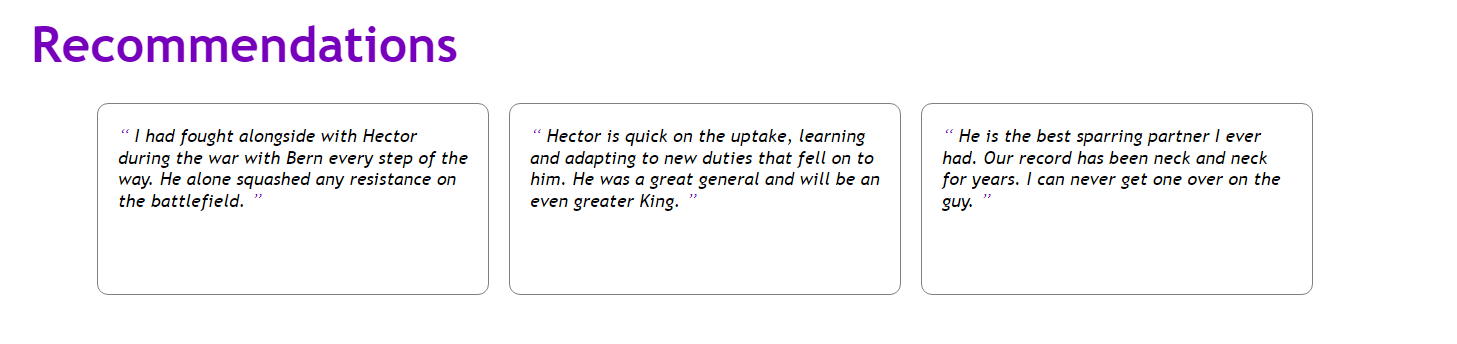 Recommendations
“ I had fought alongside with Hector
during the war with Bern every step of the
way. He alone squashed any resistance on
the battlefield. ”
“ Hector is quick on the uptake, learning
and adapting to new duties that fell on to
him. He was a great general and will be an
even greater King. ”
“ He is the best sparring partner I ever
had. Our record has been neck and neck
for years. I can never get one over on the
guy. ”